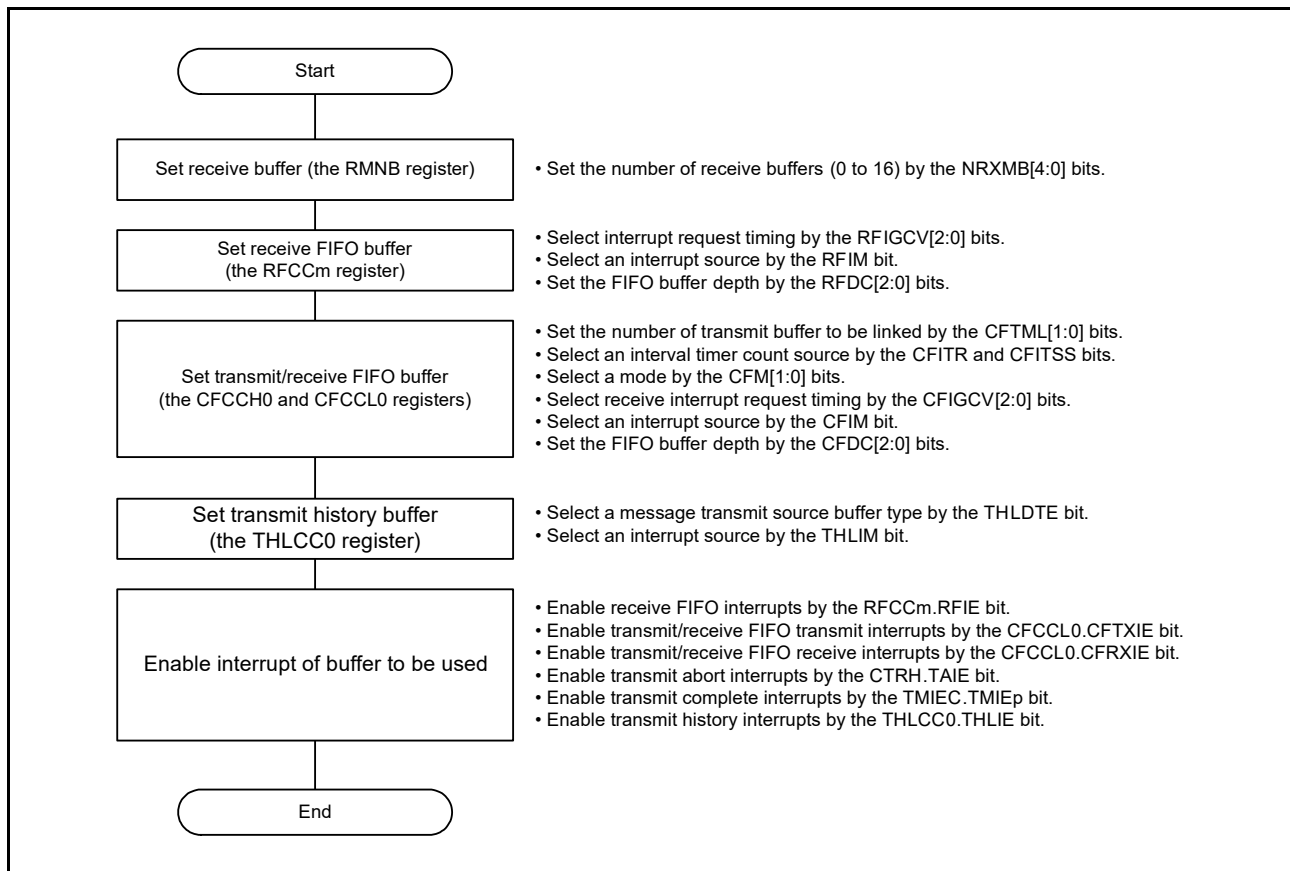 Start
Set receive buffer (the RMNB register)
• Set the number of receive buffers (0 to 16) by the NRXMB[4:0] bits.
Set receive FIFO buffer
(the RFCCm register)
• Select interrupt request timing by the RFIGCV[2:0] bits.
• Select an interrupt source by the RFIM bit.
• Set the FIFO buffer depth by the RFDC[2:0] bits.
Set transmit/receive FIFO buffer
(the CFCCH0 and CFCCL0 registers)
• Set the number of transmit buffer to be linked by the CFTML[1:0] bits.
• Select an interval timer count source by the CFITR and CFITSS bits.
• Select a mode by the CFM[1:0] bits.
• Select receive interrupt request timing by the CFIGCV[2:0] bits.
• Select an interrupt source by the CFIM bit.
• Set the FIFO buffer depth by the CFDC[2:0] bits.
Set transmit history buffer
(the THLCC0 register)
• Select a message transmit source buffer type by the THLDTE bit.
• Select an interrupt source by the THLIM bit.
Enable interrupt of buffer to be used
• Enable receive FIFO interrupts by the RFCCm.RFIE bit.
• Enable transmit/receive FIFO transmit interrupts by the CFCCL0.CFTXIE bit.
• Enable transmit/receive FIFO receive interrupts by the CFCCL0.CFRXIE bit.
• Enable transmit abort interrupts by the CTRH.TAIE bit.
• Enable transmit complete interrupts by the TMIEC.TMIEp bit.
• Enable transmit history interrupts by the THLCC0.THLIE bit.
End